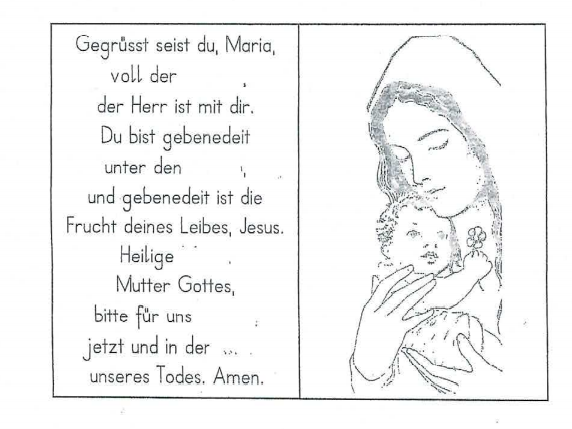 Gegrüsst seist du, Maria,
voll der ,
der Herr ist mit dir.
Du bist gebenedeit
unter den ,
und gebenedeit ist die
Frucht deines Leibes, Jesus.
Heilige ,
Mutter Gottes,
bitte für uns ;
jetzt und in der
unseres Todes. Amen.